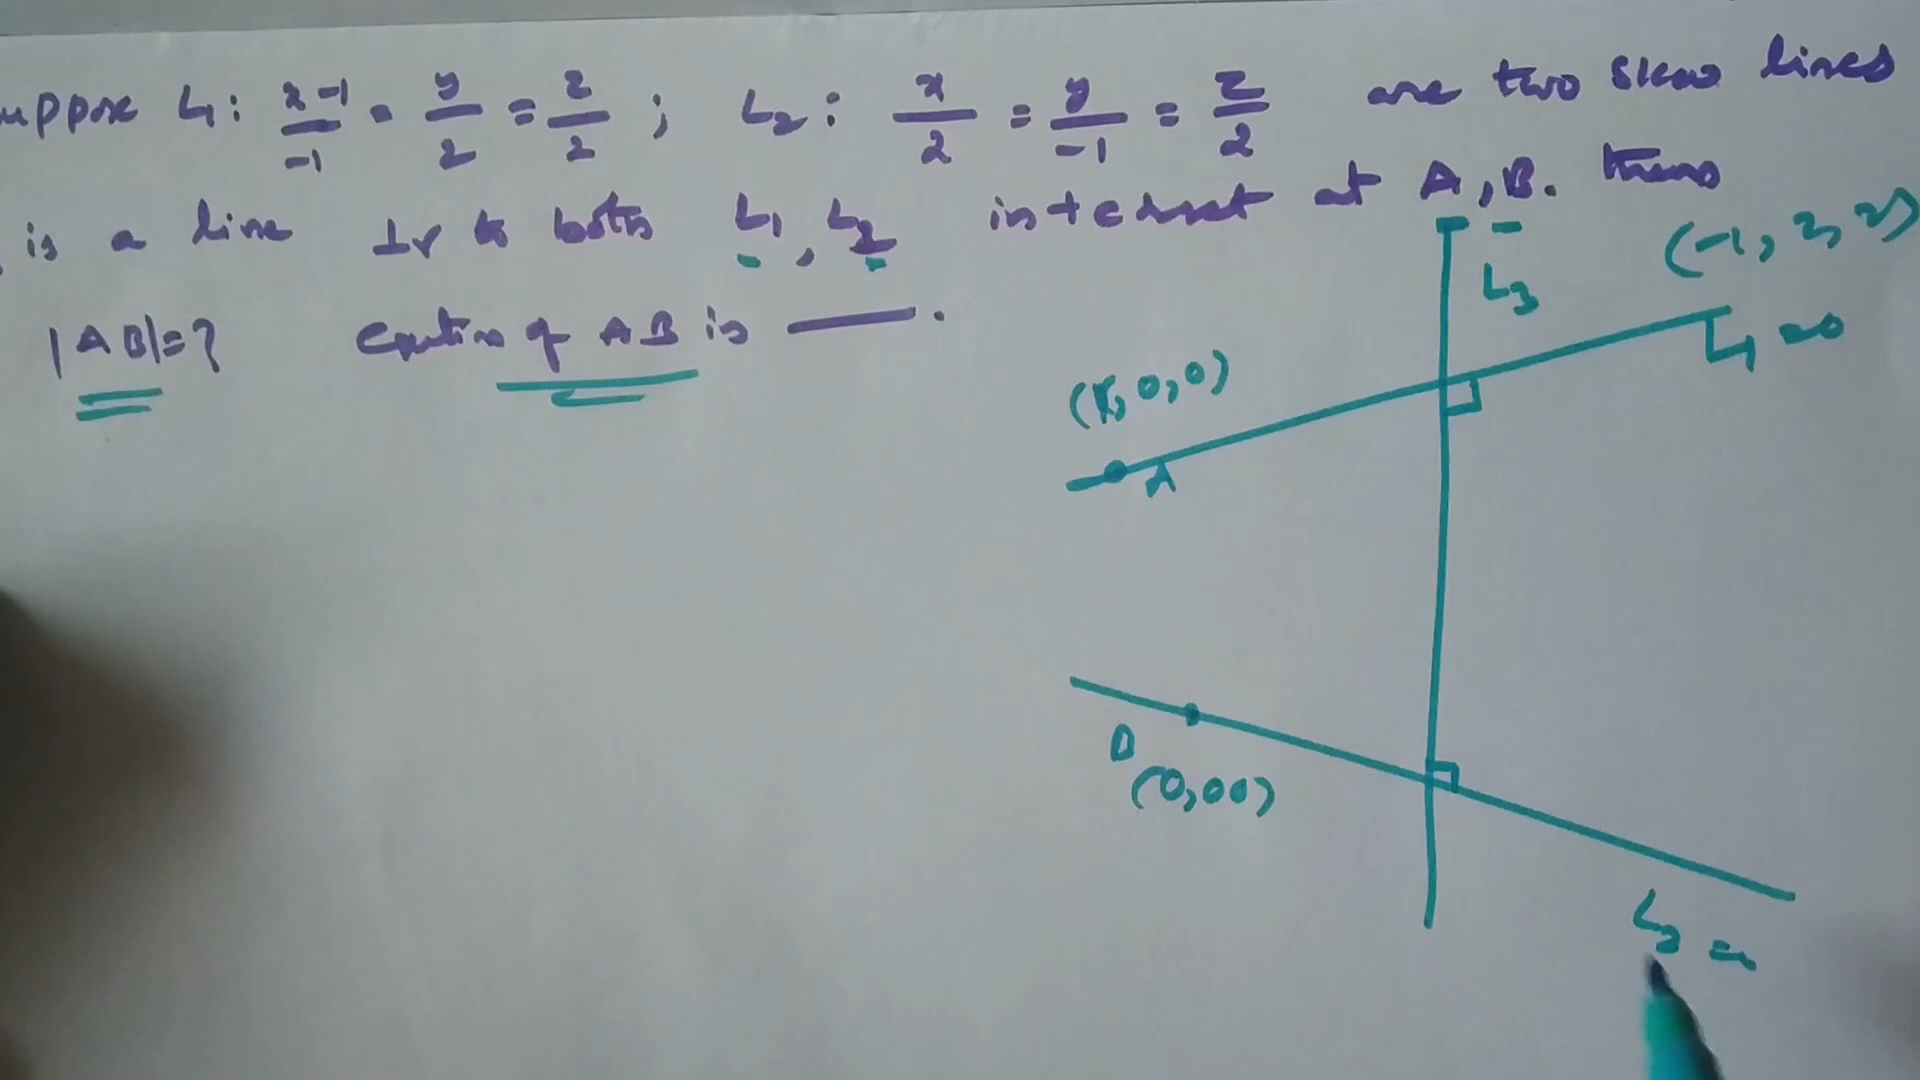 uppose L1: x-1/-1 = y/2 = z/2 ; L2: x/2 = y/-1 = z/2 are two skew lines
is a line ⊥r to both L1, L2 intersect at A, B. then
|AB|=? equation of AB is ___.
(-1, 2, 2)
L3
L1 =0
(1, 0, 0)
A
(0,00)
L2 =